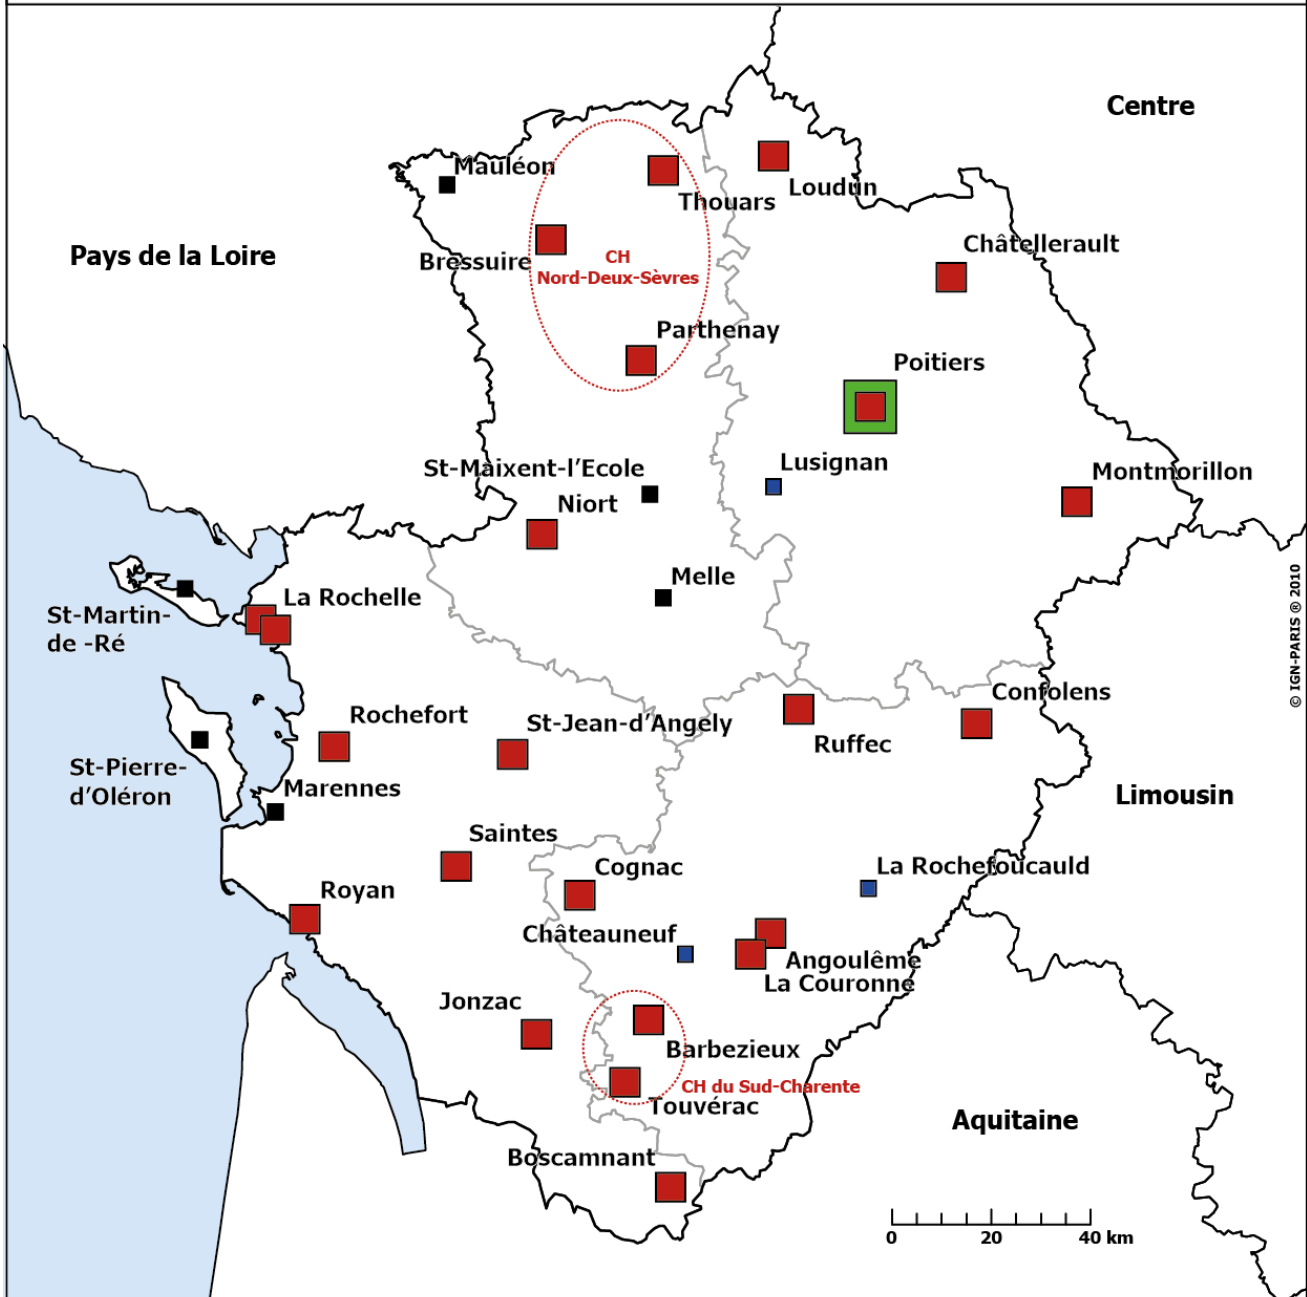 Centre
Mauléon
Loudun
Thouars
Pays de la Loire
Châtellerault
Bressuire
CH
Nord-Deux-Sèvres
Parthenay
Poitiers
St-Maixent-l’Ecole
Lusignan
Montmorillon
Niort
Melle
La Rochelle
St-Martin-
de -Ré
© IGN-PARIS ® 2010
Confolens
Rochefort
St-Jean-d’Angely
Ruffec
St-Pierre-
d’Oléron
Marennes
Limousin
Saintes
Cognac
La Rochefoucauld
Royan
Châteauneuf
Angoulême
La Couronne
Jonzac
Barbezieux
CH du Sud-Charente
Touvérac
Aquitaine
Boscamnant
0 20 40 km